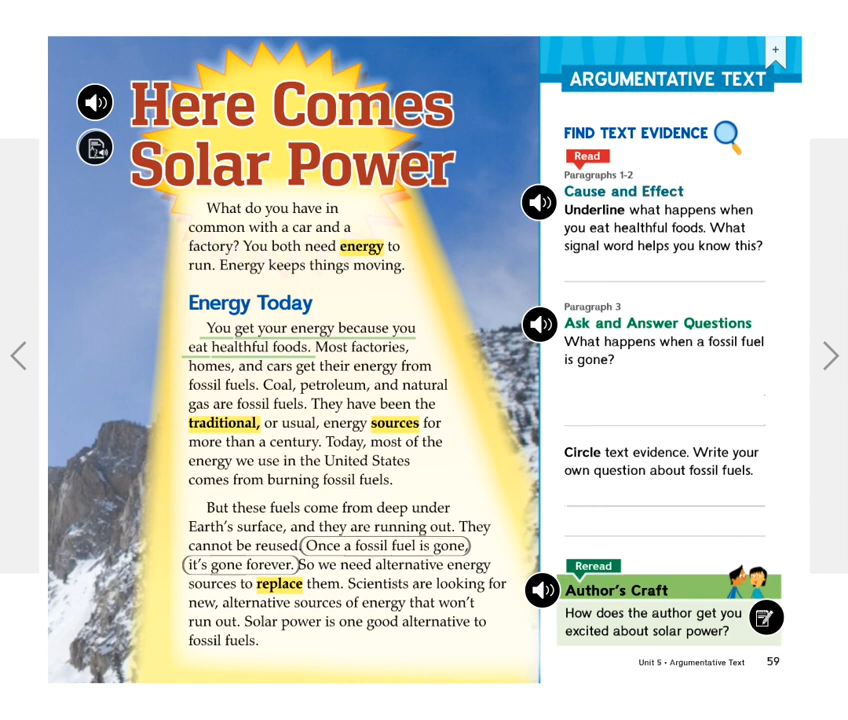 Here Comes
Solar Power
What do you have in
common with a car and a
factory? You both need energy to
run. Energy keeps things moving.
Energy Today
You get your energy because you
eat healthful foods. Most factories,
homes, and cars get their energy from
fossil fuels. Coal, petroleum, and natural
gas are fossil fuels. They have been the
traditional, or usual, energy sources for
more than a century. Today, most of the
energy we use in the United States
comes from burning fossil fuels.
But these fuels come from deep under
Earth's surface, and they are running out. They
cannot be reused. Once a fossil fuel is gone,
it's gone forever. So we need alternative energy
sources to replace them. Scientists are looking for
new, alternative sources of energy that won't
run out. Solar power is one good alternative to
fossil fuels.
+
ARGUMENTATIVE TEXT
FIND TEXT EVIDENCE
Read
Paragraphs 1-2
Cause and Effect
Underline what happens when
you eat healthful foods. What
signal word helps you know this?
Paragraph 3
Ask and Answer Questions
What happens when a fossil fuel
is gone?
Circle text evidence. Write your
own question about fossil fuels.
Reread
Author's Craft
How does the author get you
excited about solar power?
Unit 5 • Argumentative Text 59